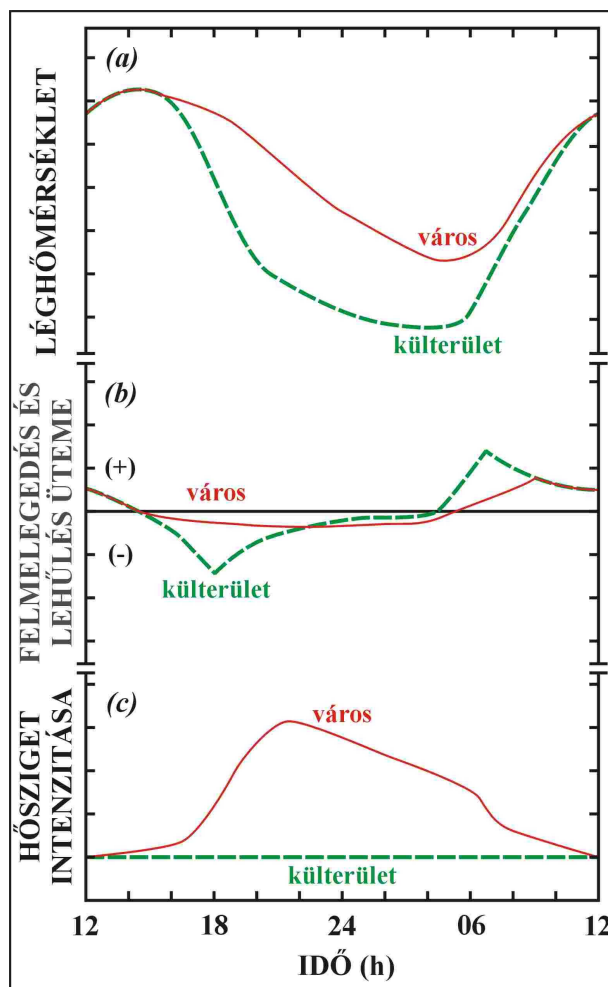 (a)
LÉGHŐMÉRSÉKLET
város
külterület
(b)
FELMELEGEDÉS ÉS
LEHŰLÉS ÜTEME
(+)
(-)
város
külterület
(c)
HŐSZIGET
INTENZITÁSA
város
külterület
12 18 24 06 12
IDŐ (h)